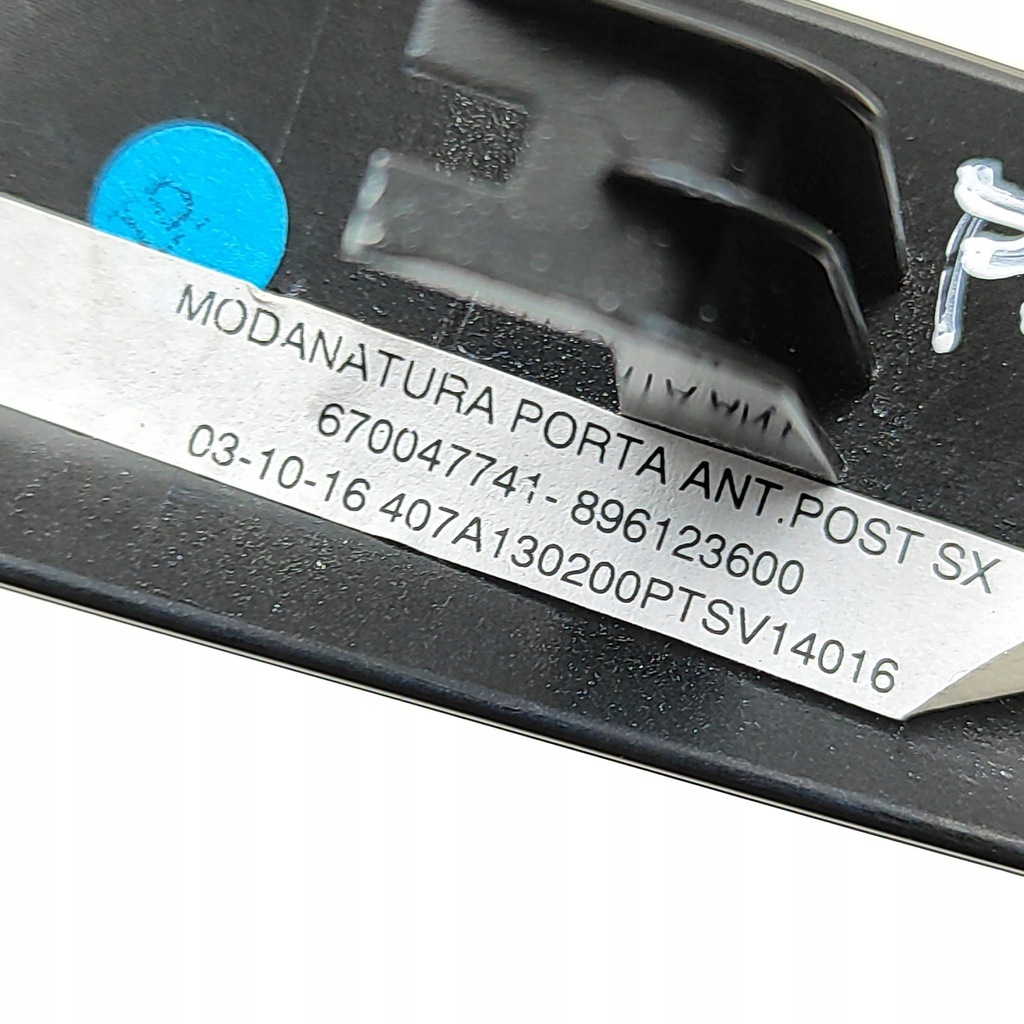 MODANATURA PORTA ANT.POST SX
670047741- 896123600
03-10-16 407A130200PTSV14016